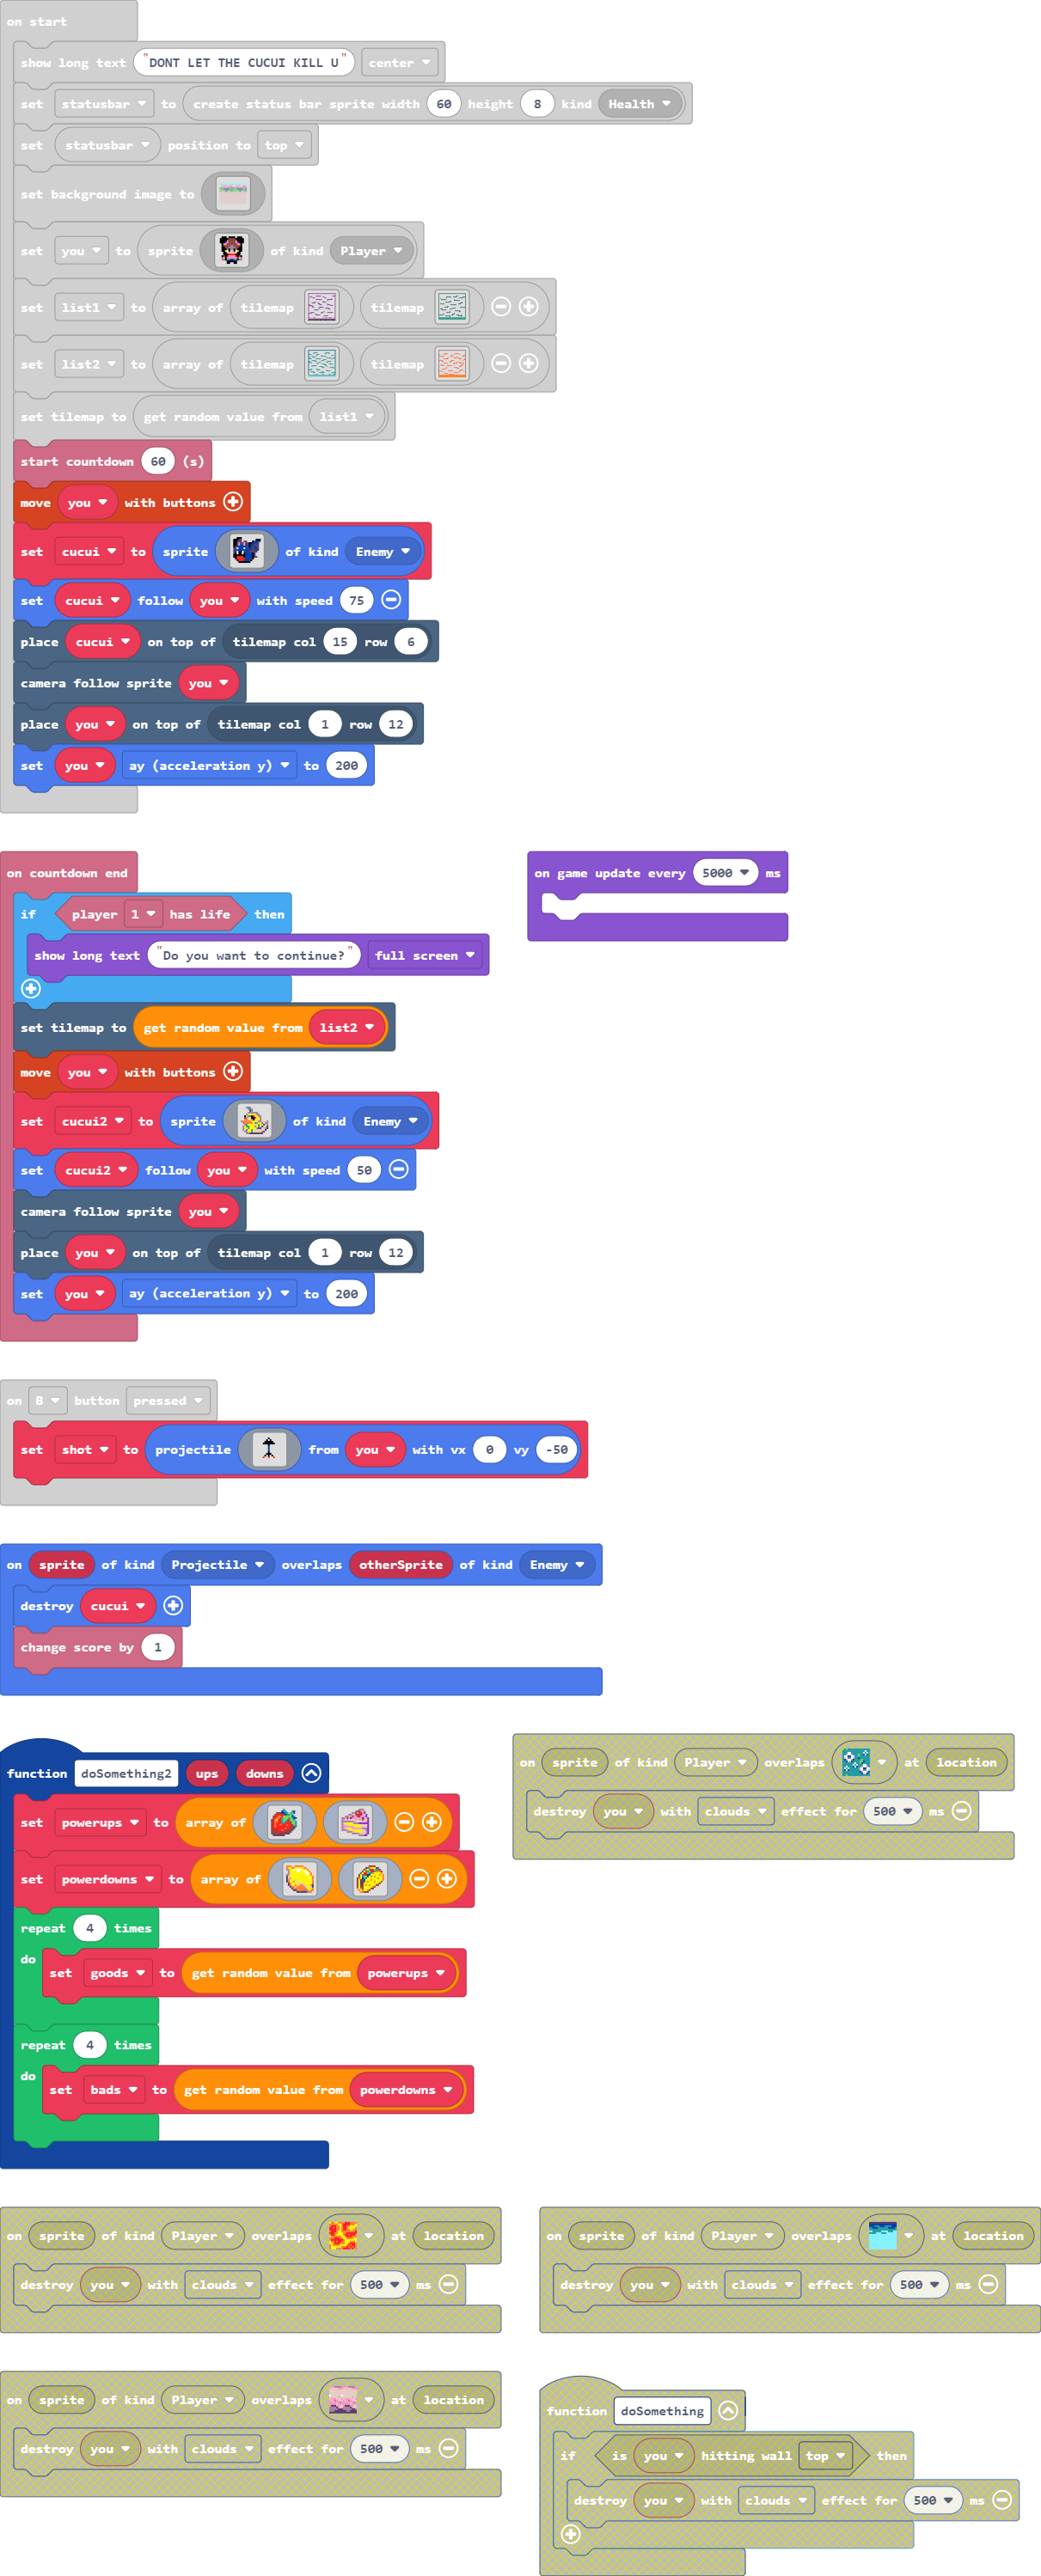 on start
show long text "DONT LET THE CUCUI KILL U" center
set statusbar to create status bar sprite width 60 height 8 kind Health
set statusbar position to top
set background image to
set you to sprite of kind Player
set list1 to array of tilemap tilemap
set list2 to array of tilemap tilemap
set tilemap to get random value from list1
start countdown 60 (s)
move you with buttons
set cucui to sprite of kind Enemy
set cucui follow you with speed 75
place cucui on top of tilemap col 15 row 6
camera follow sprite you
place you on top of tilemap col 1 row 12
set you ay (acceleration y) to 200
on countdown end
if player 1 has life then
show long text "Do you want to continue?" full screen
set tilemap to get random value from list2
move you with buttons
set cucui2 to sprite of kind Enemy
set cucui2 follow you with speed 50
camera follow sprite you
place you on top of tilemap col 1 row 12
set you ay (acceleration y) to 200
on game update every 5000 ms
on B button pressed
set shot to projectile from you with vx 0 vy -50
on sprite of kind Projectile overlaps otherSprite of kind Enemy
destroy cucui
change score by 1
function doSomething2 ups downs
set powerups to array of
set powerdowns to array of
repeat 4 times
do set goods to get random value from powerups
repeat 4 times
do set bads to get random value from powerdowns
on sprite of kind Player overlaps at location
destroy you with clouds effect for 500 ms
on sprite of kind Player overlaps at location
destroy you with clouds effect for 500 ms
on sprite of kind Player overlaps at location
destroy you with clouds effect for 500 ms
on sprite of kind Player overlaps at location
destroy you with clouds effect for 500 ms
function doSomething
if is you hitting wall top then
destroy you with clouds effect for 500 ms